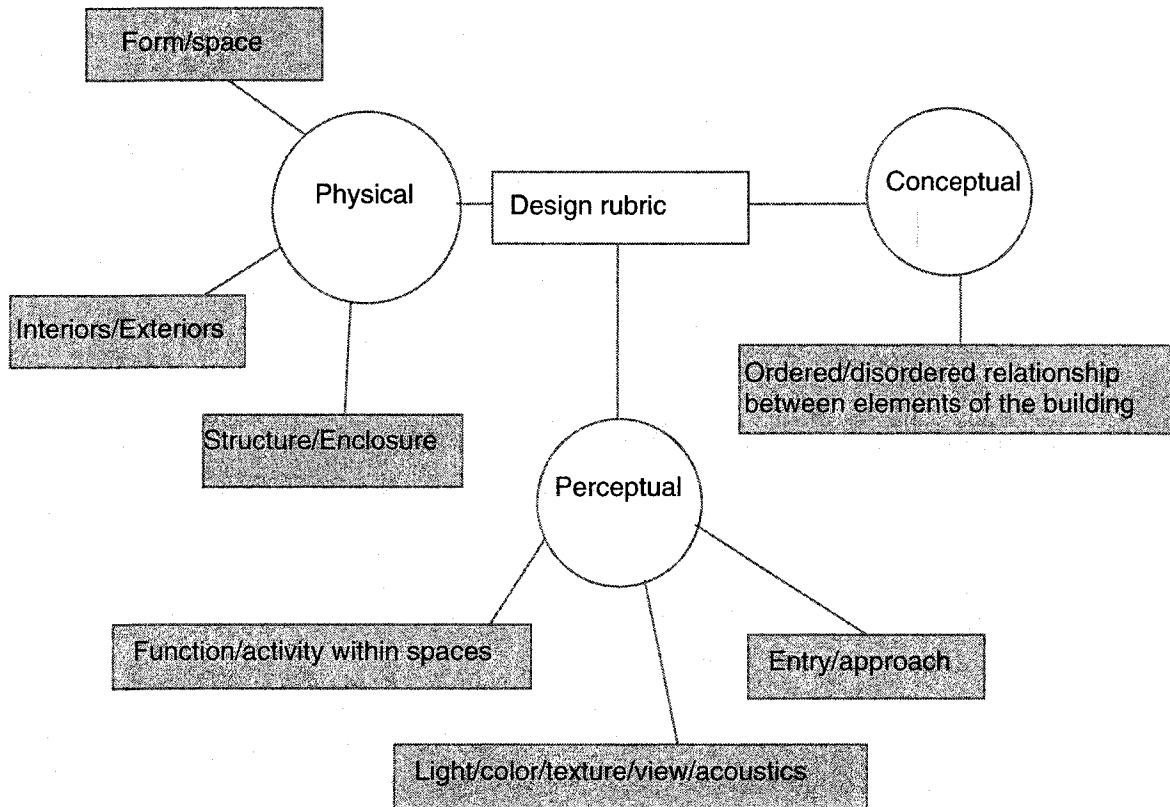 Form/space
Physical
Design rubric
Conceptual
Interiors/Exteriors
Ordered/disordered relationship
between elements of the building
Structure/Enclosure
Perceptual
Function/activity within spaces
Entry/approach
Light/color/texture/view/acoustics